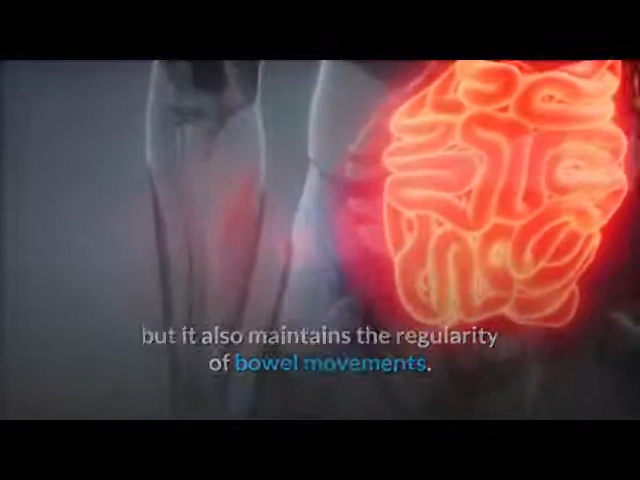 but it also maintains the regularity
of bowel movements.